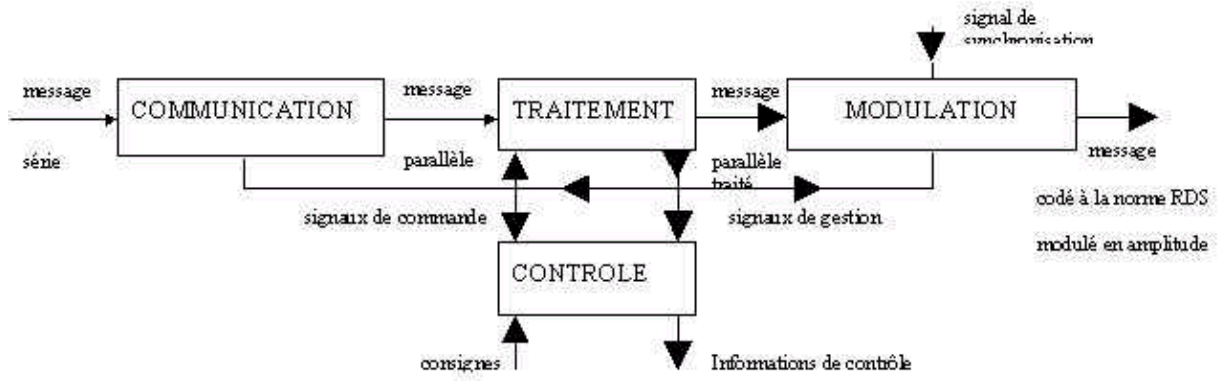 signal de
synchronisation
message
message
message
COMMUNICATION
TRAITEMENT
MODULATION
série
parallèle
parallèle
traité
message
signaux de commande
signaux de gestion
codé à la norme RDS
modulé en amplitude
CONTROLE
consignes
Informations de contrôle